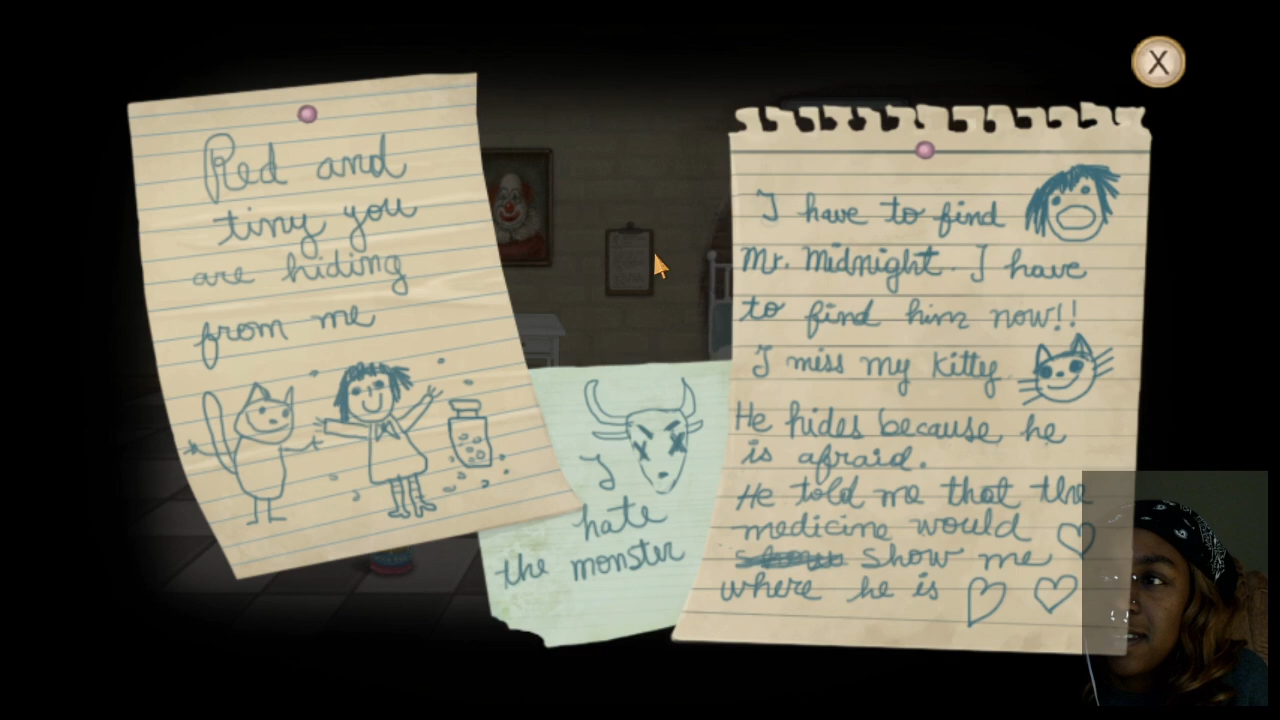 Red and
tiny you
are hiding
from me
I
hate
the monster
I have to find
Mr. Midnight. I have
to find him now!!
I miss my kitty
He hides because he
is afraid.
He told me that the
medicine would
show me
where he is
X